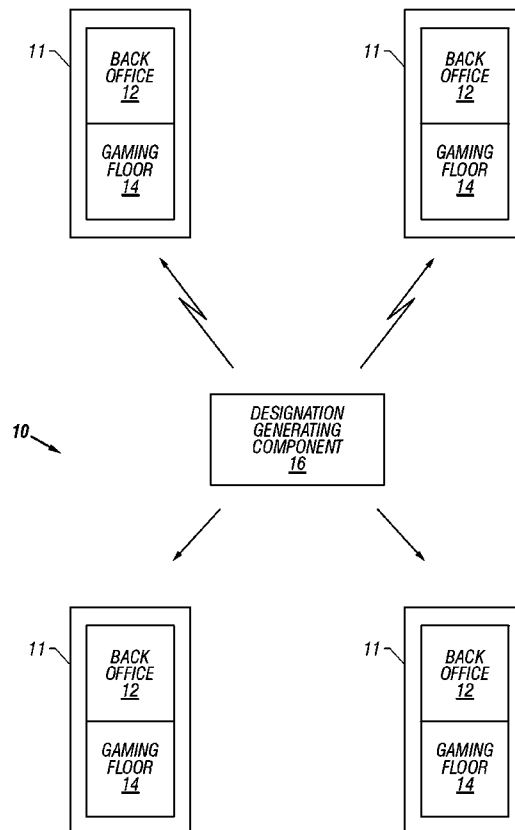 11
BACK
OFFICE
12
GAMING
FLOOR
14
11
BACK
OFFICE
12
GAMING
FLOOR
14
10
DESIGNATION
GENERATING
COMPONENT
16
11
BACK
OFFICE
12
GAMING
FLOOR
14
11
BACK
OFFICE
12
GAMING
FLOOR
14